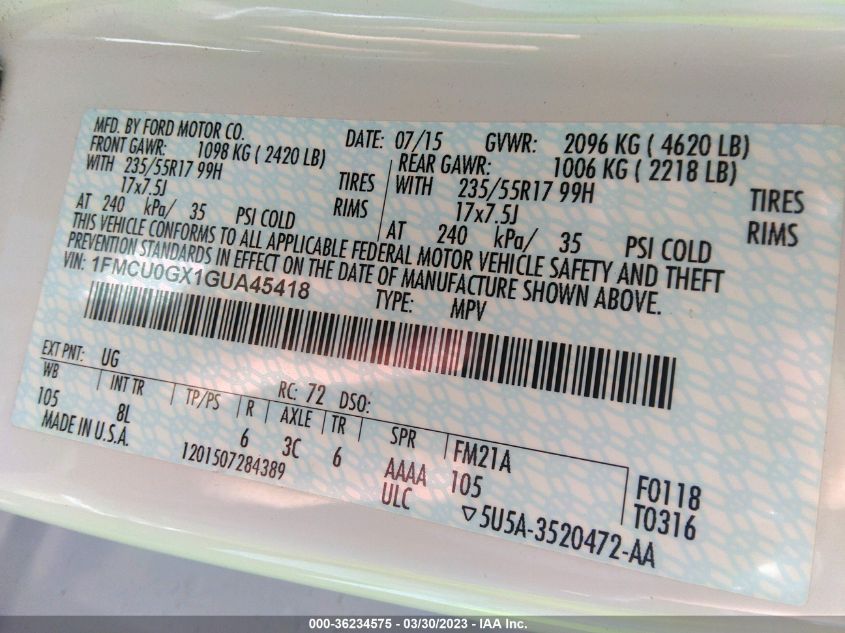 MFD. BY FORD MOTOR CO.
DATE: 07/15 GVWR: 2096 KG ( 4620 LB)
FRONT GAWR: 1098 KG ( 2420 LB)
WITH 235/55R17 99H TIRES
17x7.5J RIMS
AT 240 kPa/ 35 PSI COLD
REAR GAWR: 1006 KG ( 2218 LB)
WITH 235/55R17 99H TIRES
17x7.5J RIMS
AT 240 kPa/ 35 PSI COLD
THIS VEHICLE CONFORMS TO ALL APPLICABLE FEDERAL MOTOR VEHICLE SAFETY AND THEFT
PREVENTION STANDARDS IN EFFECT ON THE DATE OF MANUFACTURE SHOWN ABOVE.
VIN: 1FMCU0GX1GUA45418
TYPE: MPV
EXT PNT: UG RC: 72 DSO:
WB INT TR TP/PS R AXLE TR SPR FM21A
105 8L 6 3C 6 AAAA 105 F0118
MADE IN U.S.A. 1201507284389 ULC T0316
▽5U5A-3520472-AA
000-36234575 - 03/30/2023 - IAA Inc.